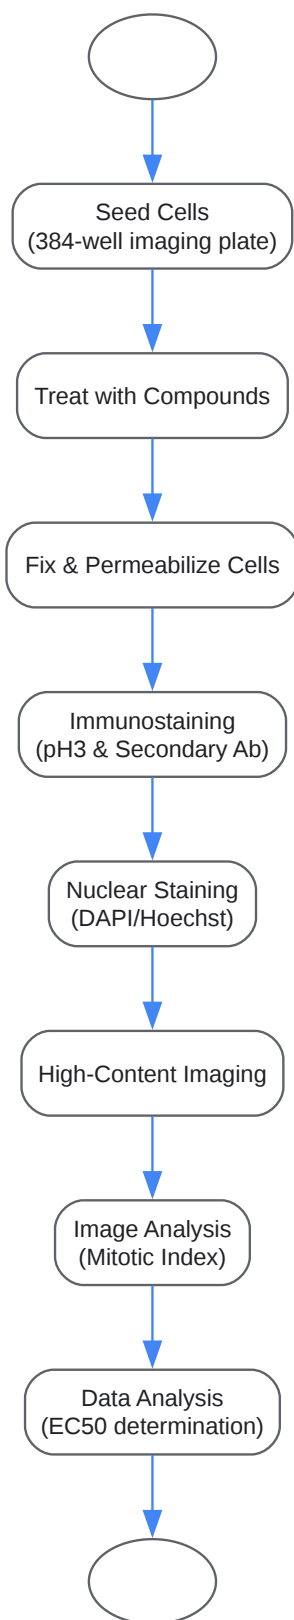 Seed Cells
(384-well imaging plate)
Treat with Compounds
Fix & Permeabilize Cells
Immunostaining
(pH3 & Secondary Ab)
Nuclear Staining
(DAPI/Hoechst)
High-Content Imaging
Image Analysis
(Mitotic Index)
Data Analysis
(EC50 determination)